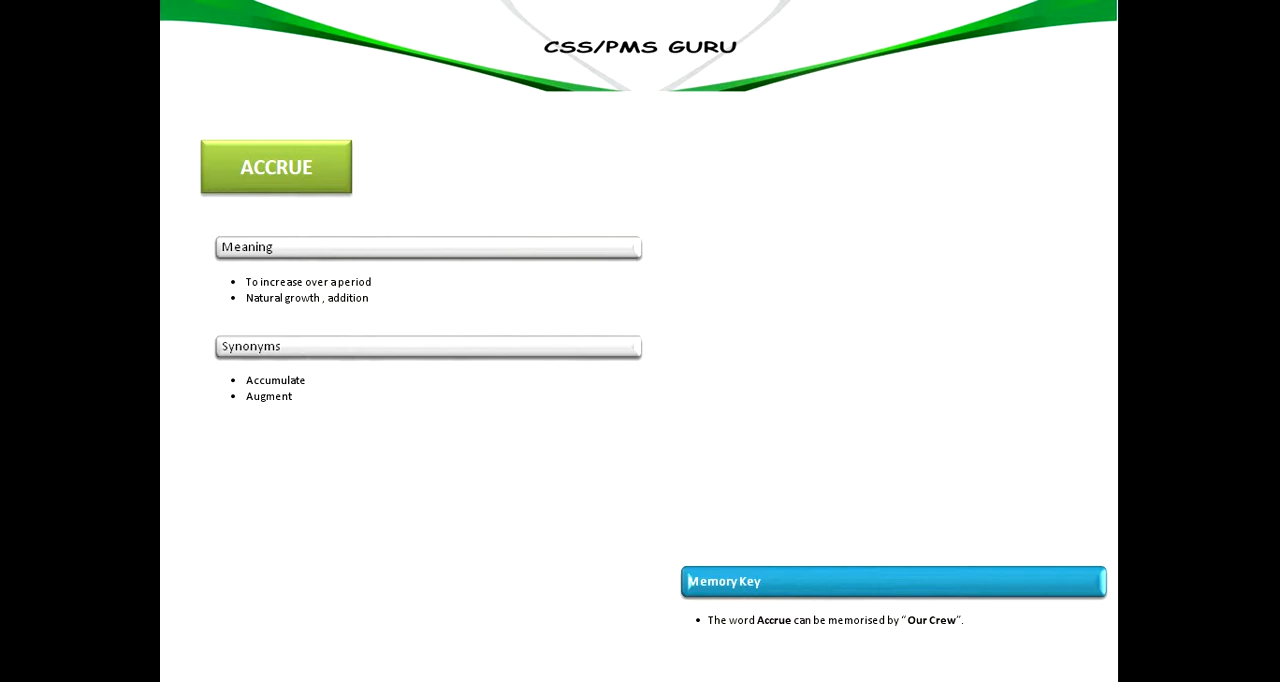 CSS/PMS GURU
ACCRUE
Meaning
• To increase over a period
• Natural growth , addition
Synonyms
• Accumulate
• Augment
Memory Key
• The word Accrue can be memorised by “Our Crew”.